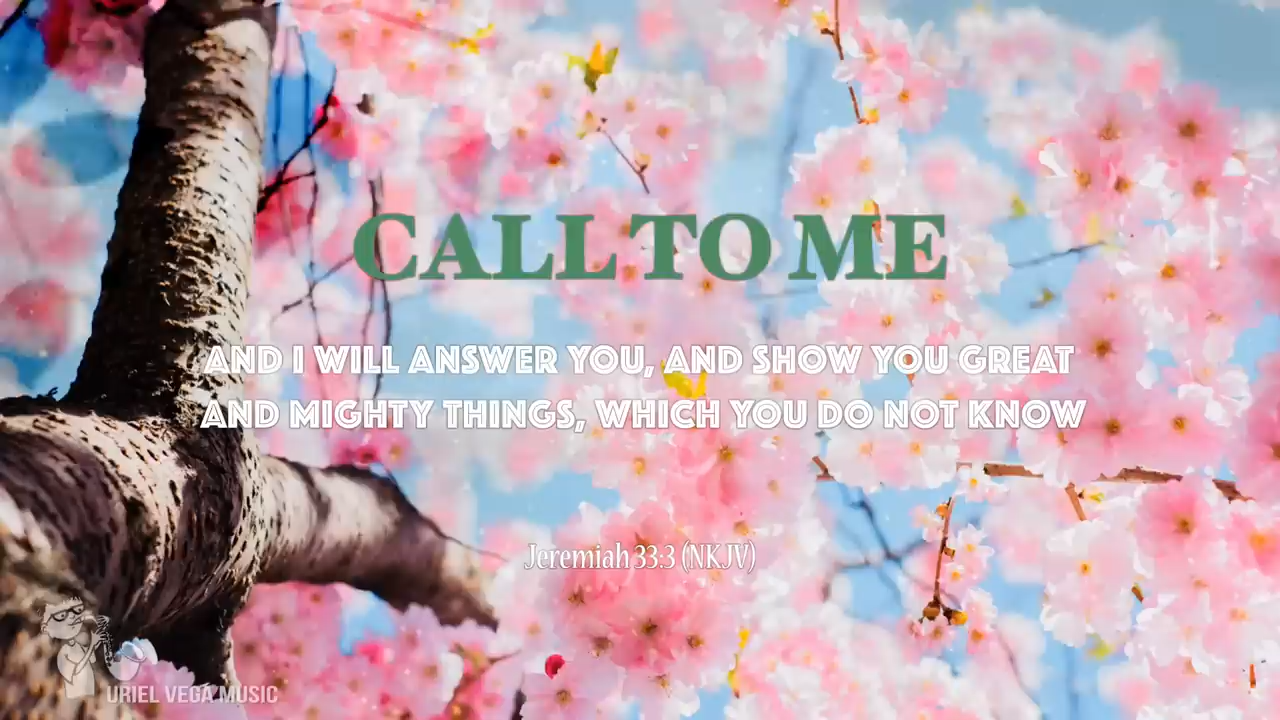 CALL TO ME
AND I WILL ANSWER YOU, AND SHOW YOU GREAT
AND MIGHTY THINGS, WHICH YOU DO NOT KNOW
Jeremiah 33:3 (NKJV)
URIEL VEGA MUSIC